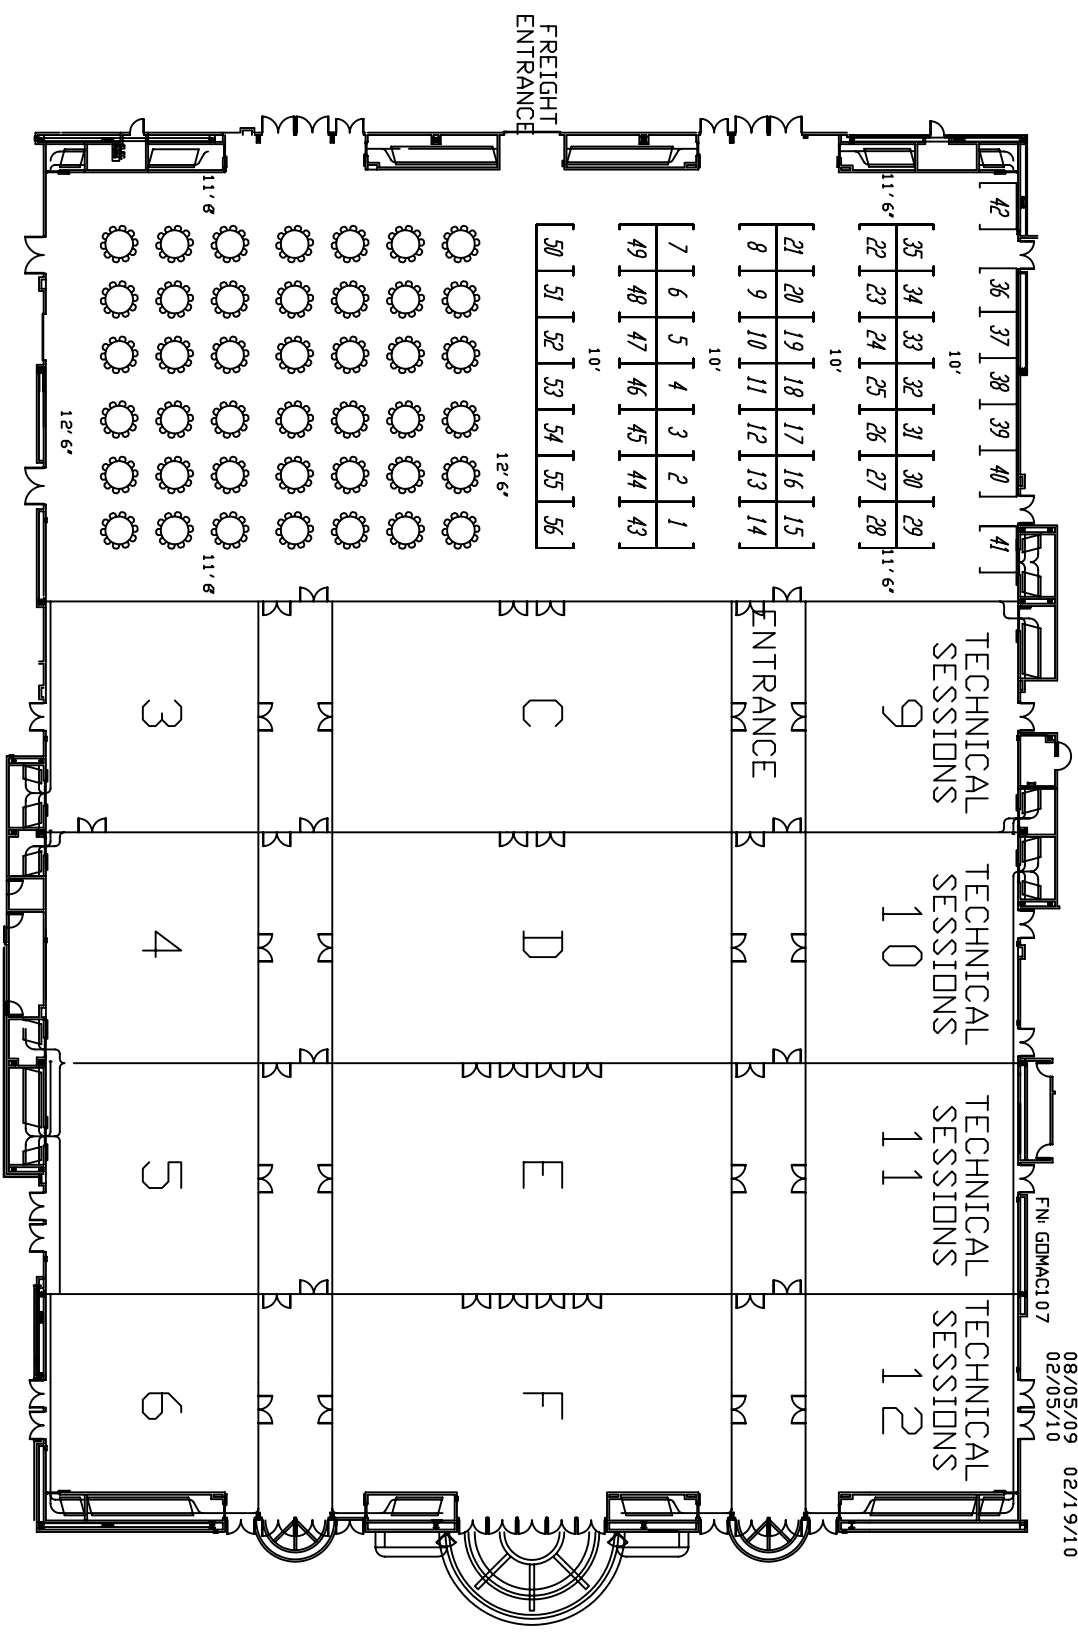 08/05/09 02/19/10
02/05/10
FN: GOMAC107
42 36 37 38 39 40 41
TECHNICAL TECHNICAL TECHNICAL TECHNICAL
SESSIONS SESSIONS SESSIONS SESSIONS
10'
35 34 33 32 31 30 29
11'6" 11'6"
9 10 11 12
22 23 24 25 26 27 28
10'
21 20 19 18 17 16 15
ENTRANCE
8 9 10 11 12 13 14
10'
7 6 5 4 3 2 1
49 48 47 46 45 44 43
10'
FREIGHT
ENTRANCE
50 51 52 53 54 55 56
C D E F
12'6"
11'6" 11'6"
3 4 5 6
12'6"